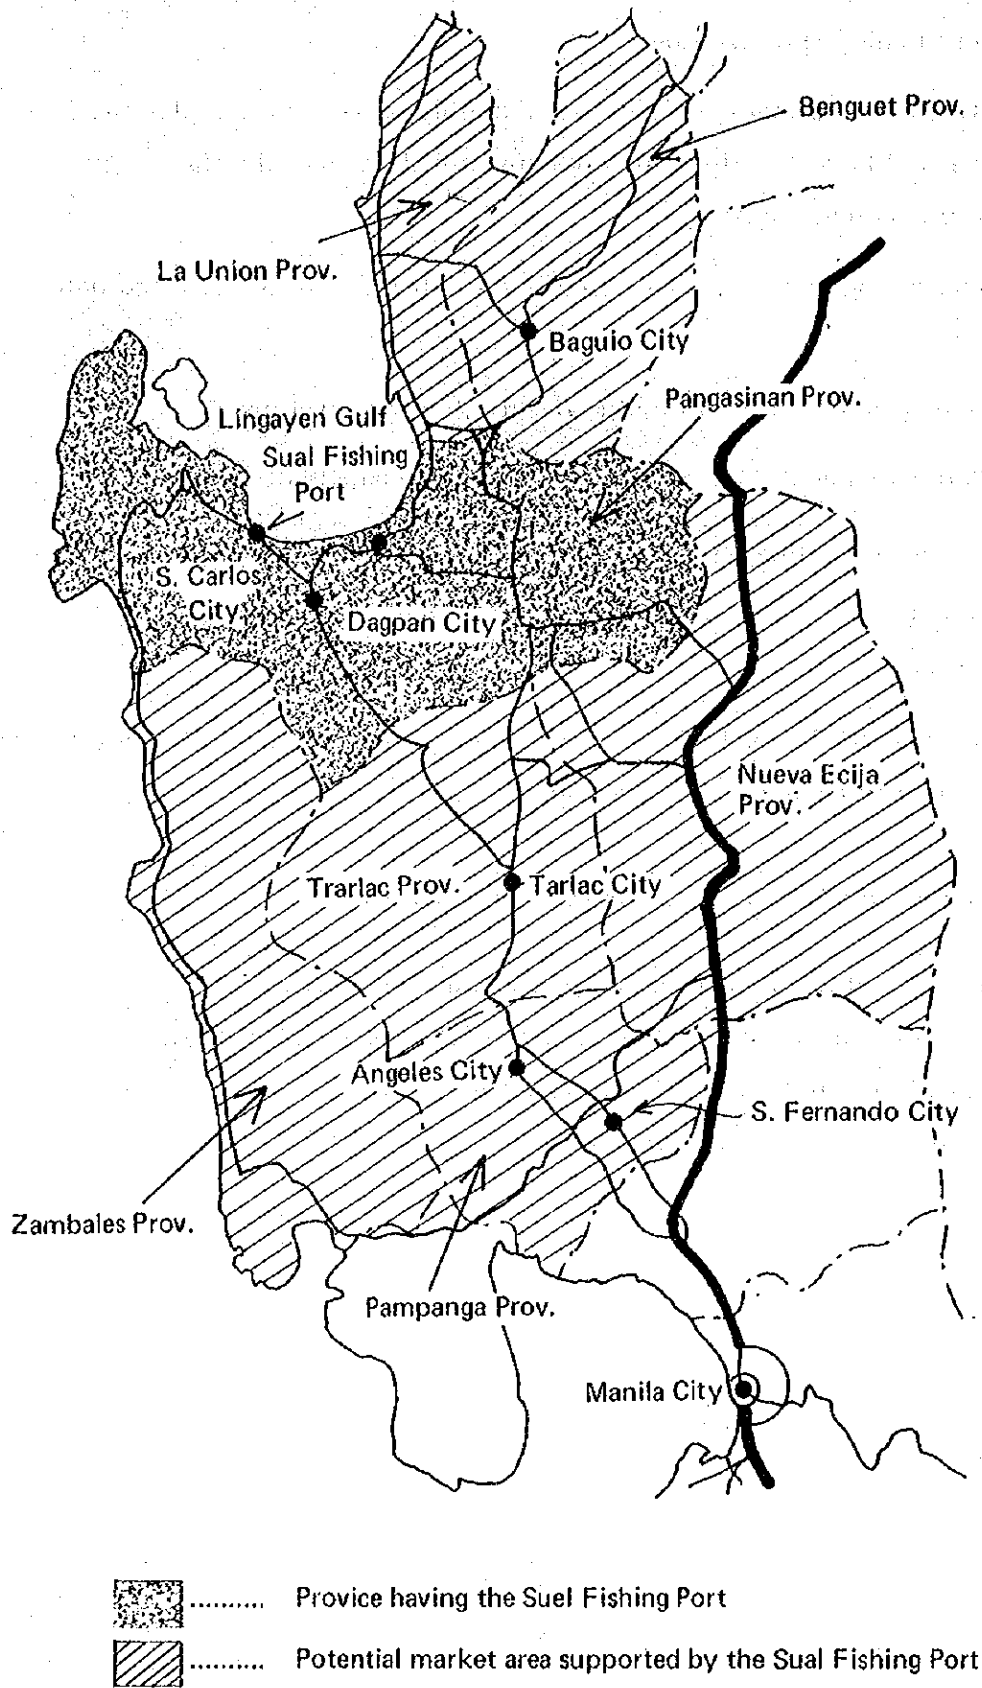 Benguet Prov.
La Union Prov.
Baguio City
Pangasinan Prov.
Lingayen Gulf
Sual Fishing
Port
S. Carlos
City
Dagpan City
Nueva Ecija
Prov.
Trarlac Prov.
Tarlac City
Angeles City
S. Fernando City
Zambales Prov.
Pampanga Prov.
Manila City
.......... Provice having the Suel Fishing Port
.......... Potential market area supported by the Sual Fishing Port